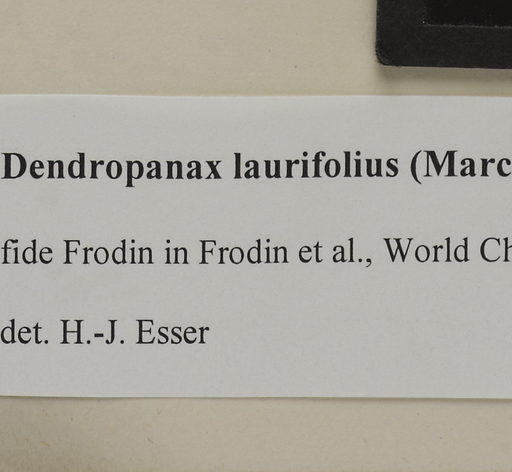 Dendropanax laurifolius (Marc
fide Frodin in Frodin et al., World Ch
det. H.-J. Esser